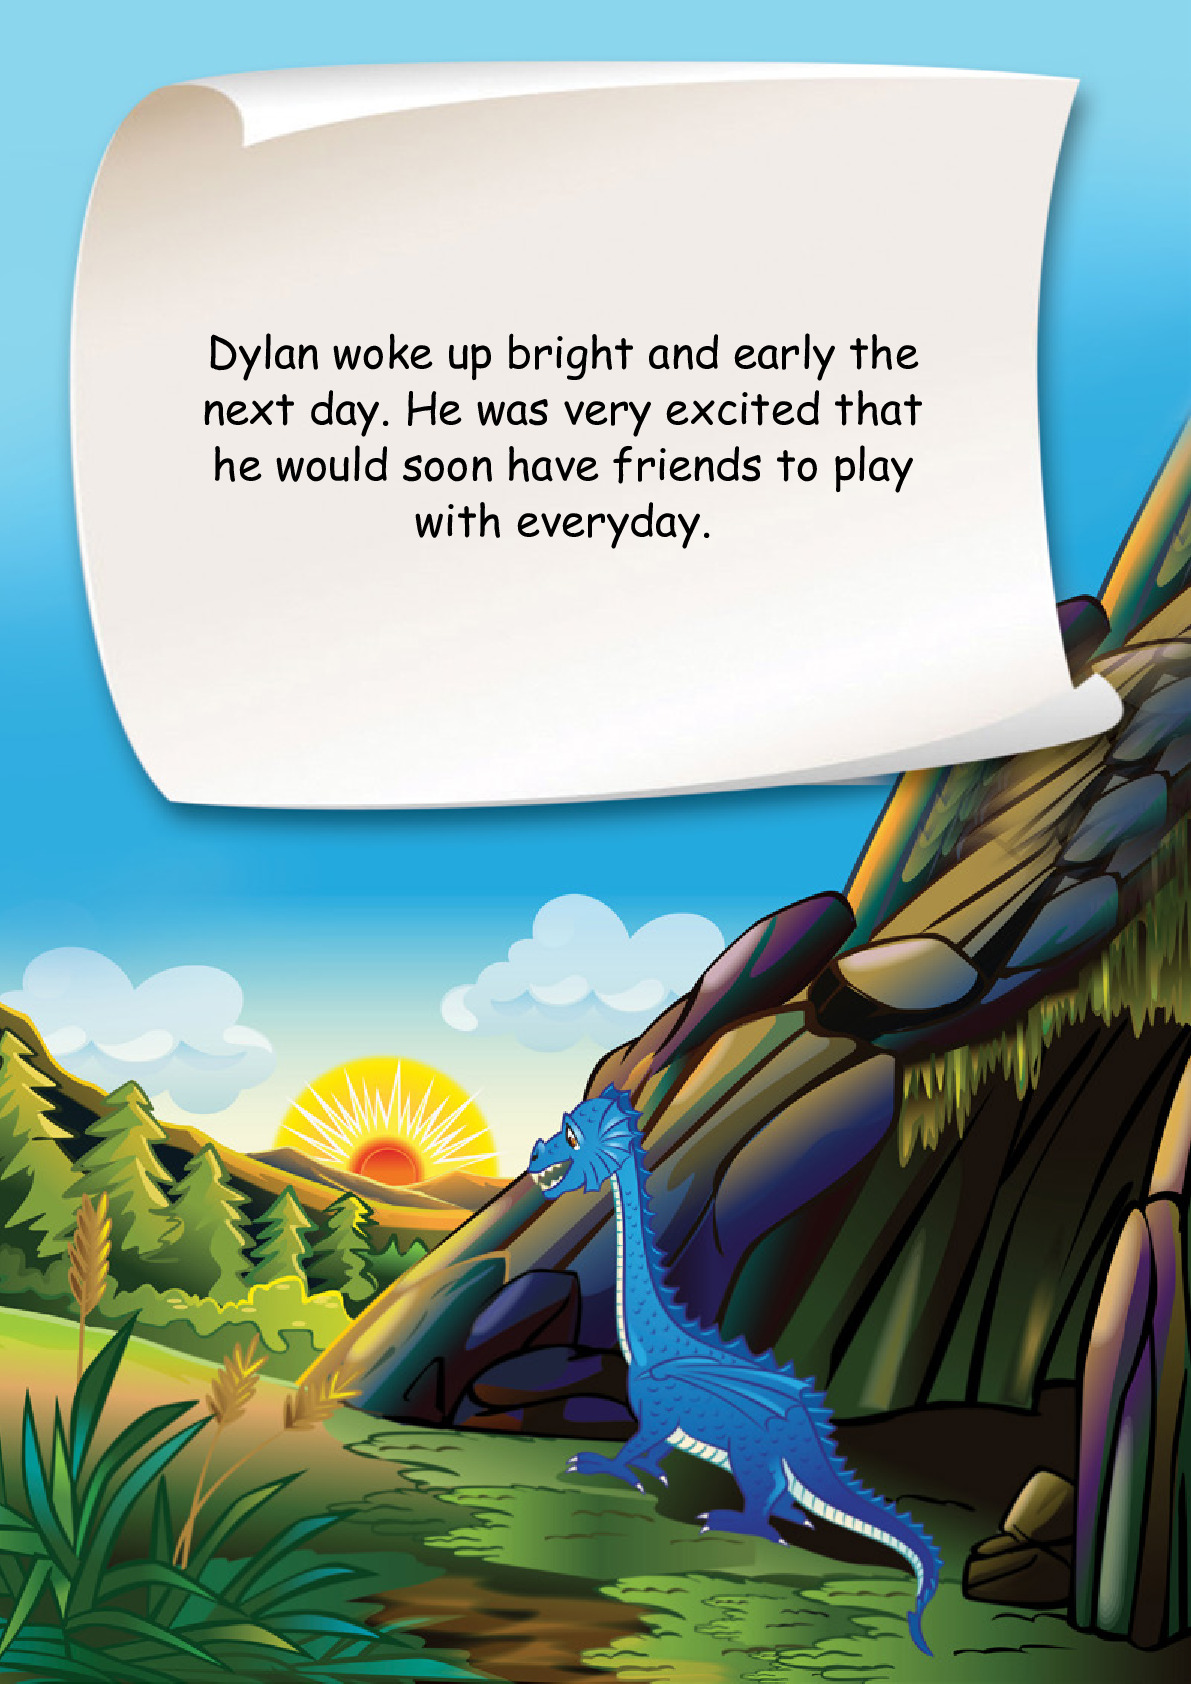 Dylan woke up bright and early the
next day. He was very excited that
he would soon have friends to play
with everyday.